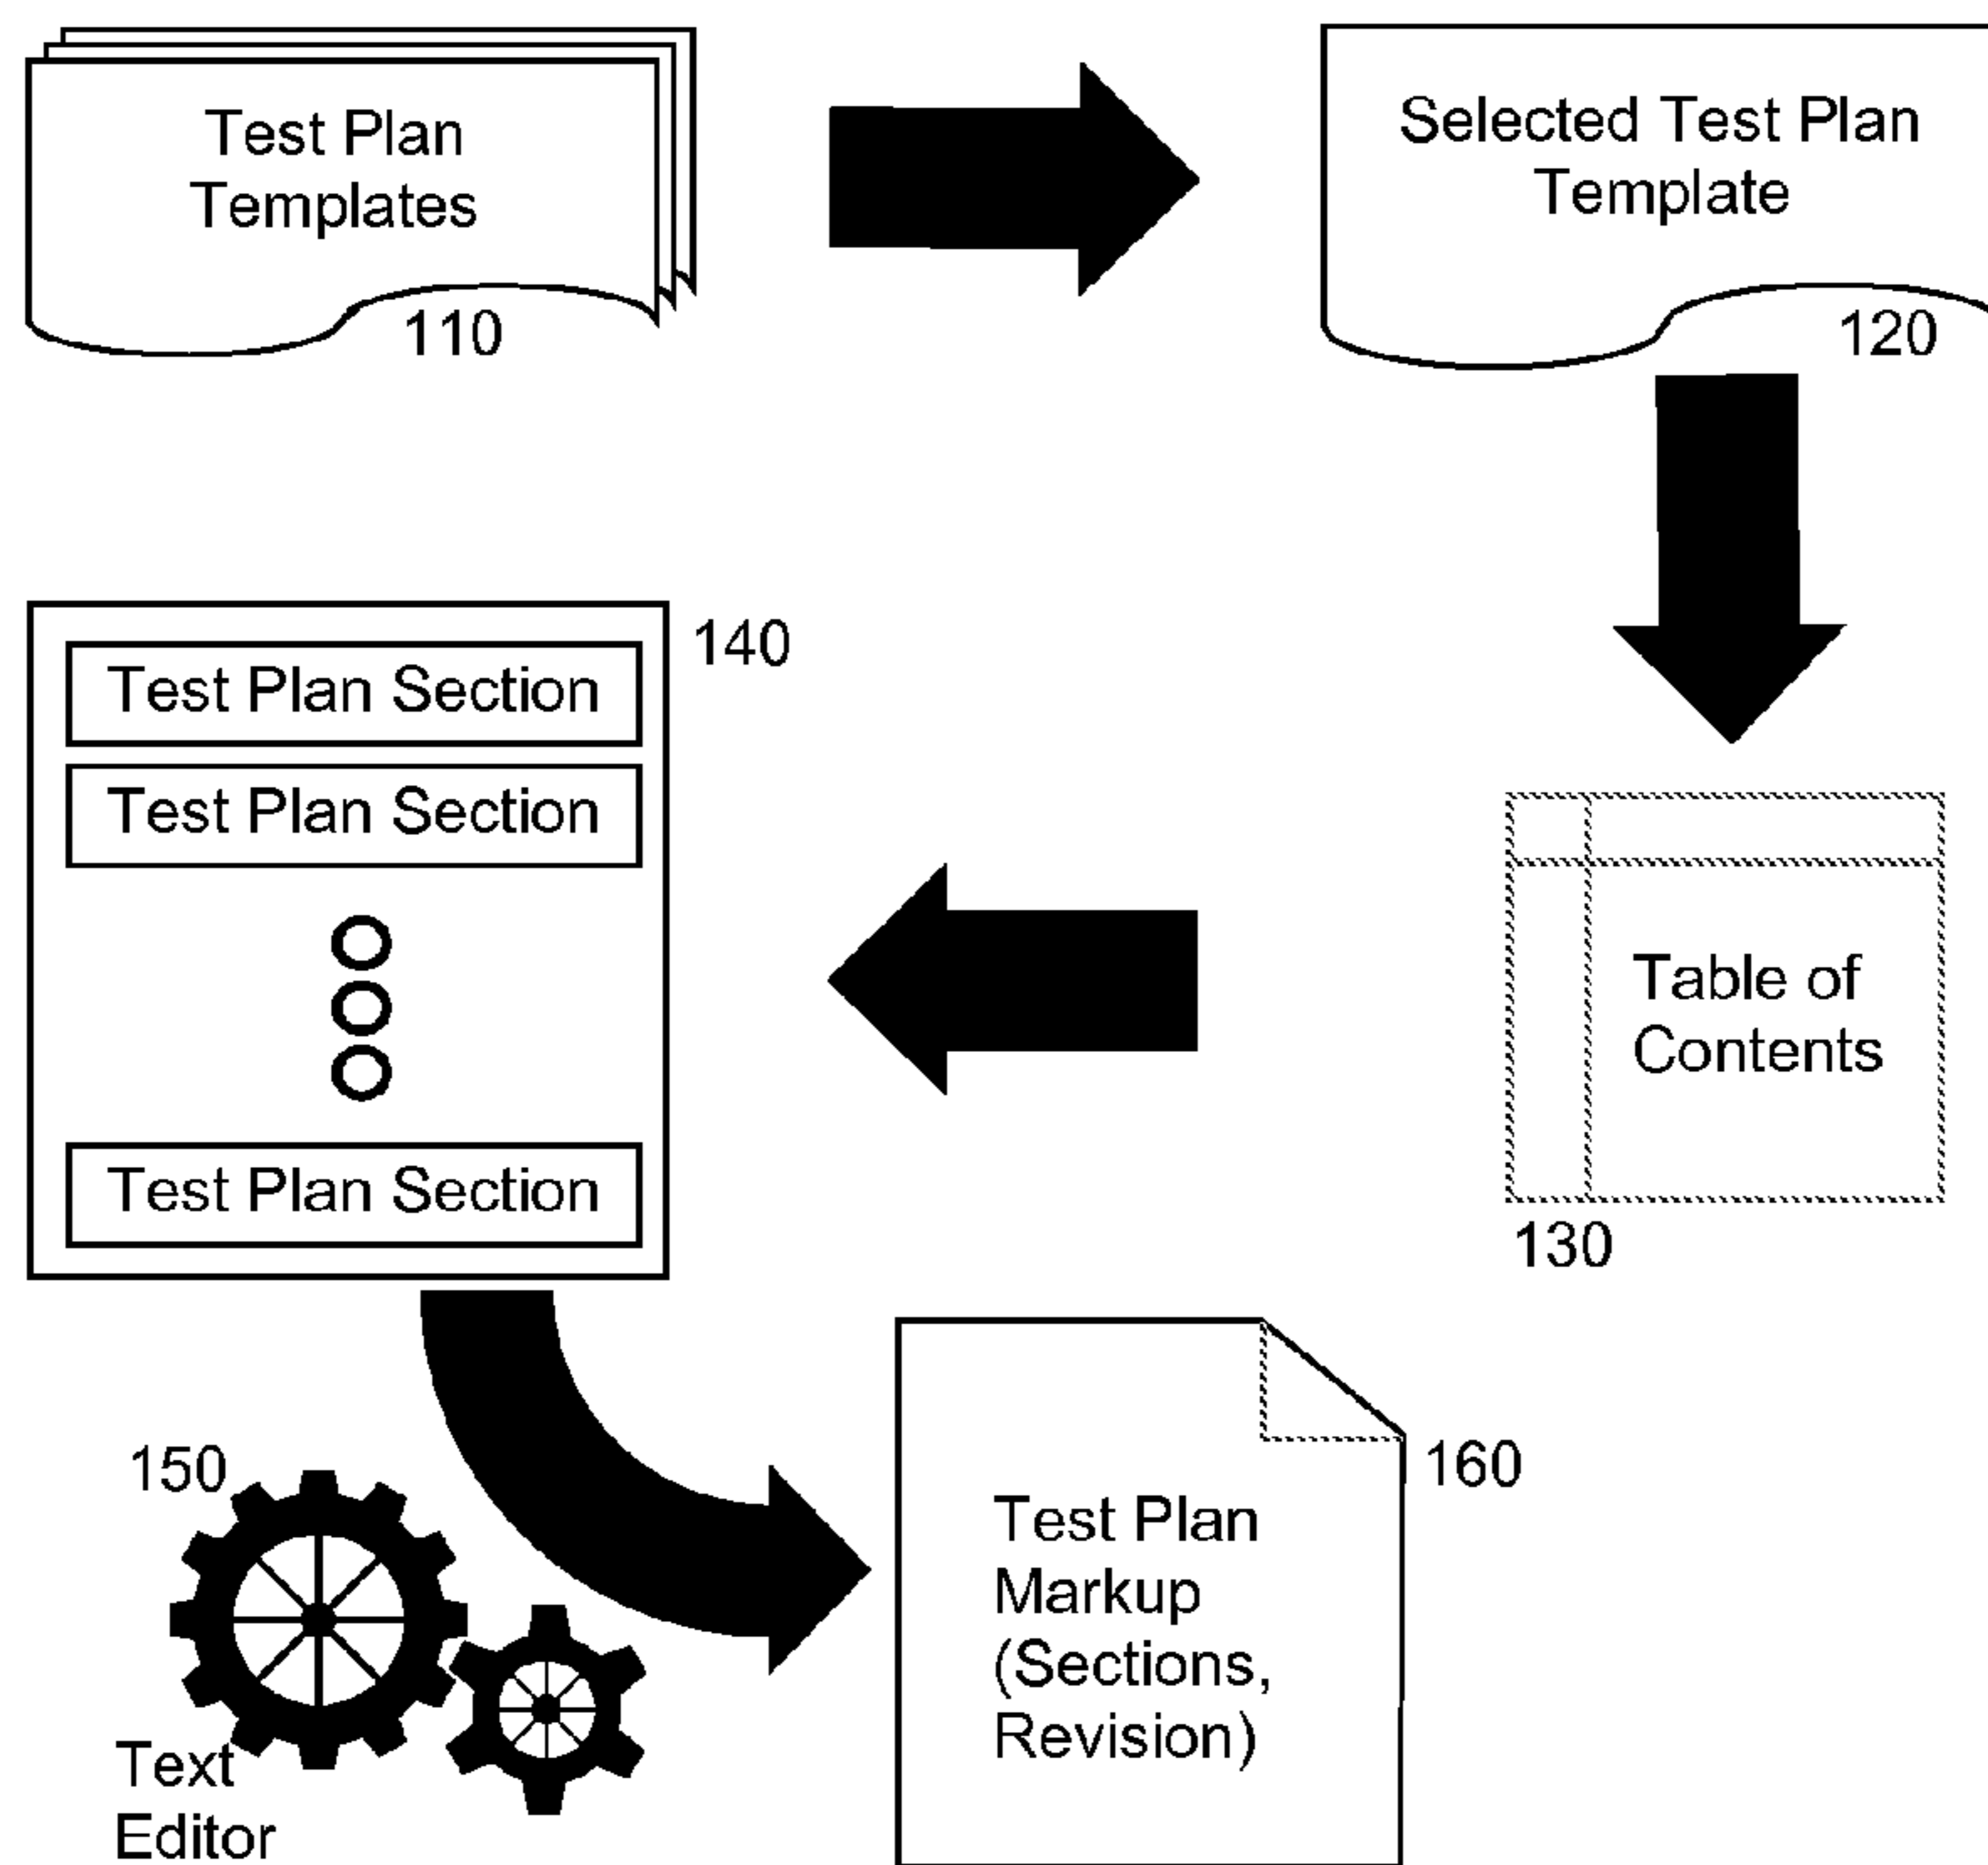 Test Plan
Templates
110
Selected Test Plan
Template
120
140
Test Plan Section
Test Plan Section
Test Plan Section
Table of
Contents
130
150
Text
Editor
160
Test Plan
Markup
(Sections,
Revision)